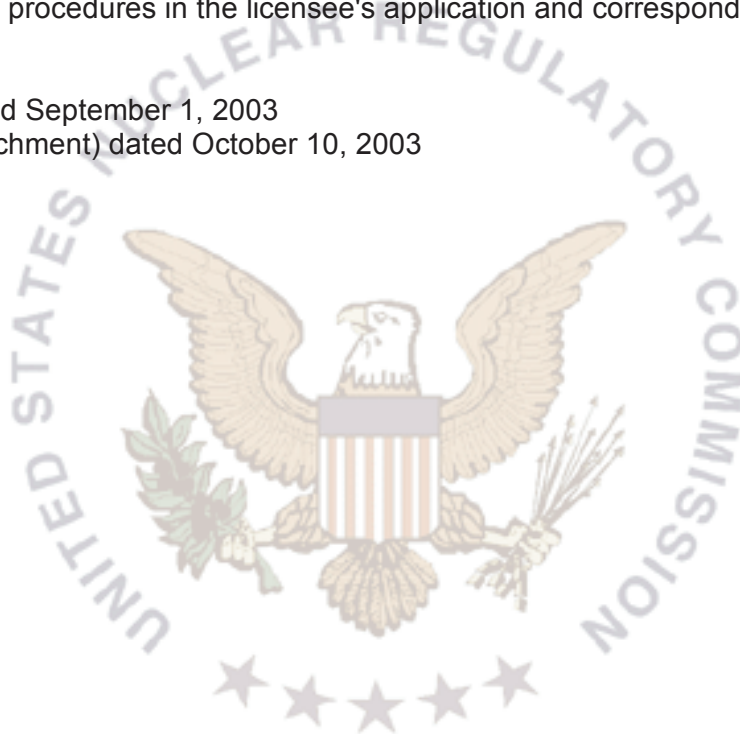 procedures in the licensee's application and correspond
d September 1, 2003
chment) dated October 10, 2003
UNITED STATES NUCLEAR REGULATORY COMMISSION